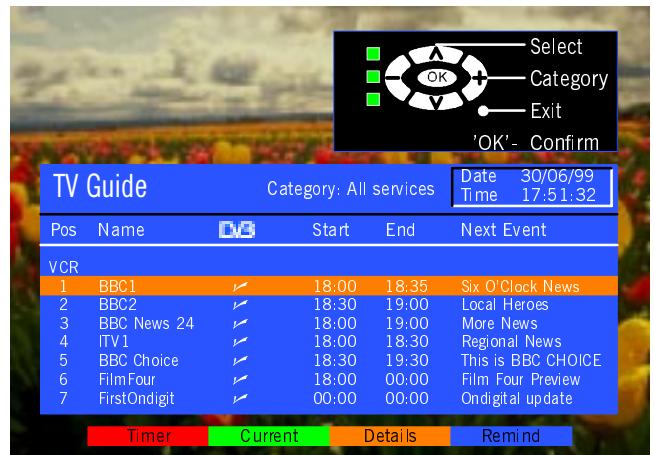 Select
OK
- + Category
Exit
'OK'- Confirm
TV Guide Category: All services Date 30/06/99
Time 17:51:32
Pos Name DVB Start End Next Event
VCR
1 BBC1 18:00 18:35 Six O'Clock News
2 BBC2 18:30 19:00 Local Heroes
3 BBC News 24 18:00 19:00 More News
4 ITV1 18:00 18:30 Regional News
5 BBC Choice 18:30 19:30 This is BBC CHOICE
6 FilmFour 18:00 00:00 Film Four Preview
7 FirstOndigit 00:00 00:00 Ondigital update
Timer Current Details Remind